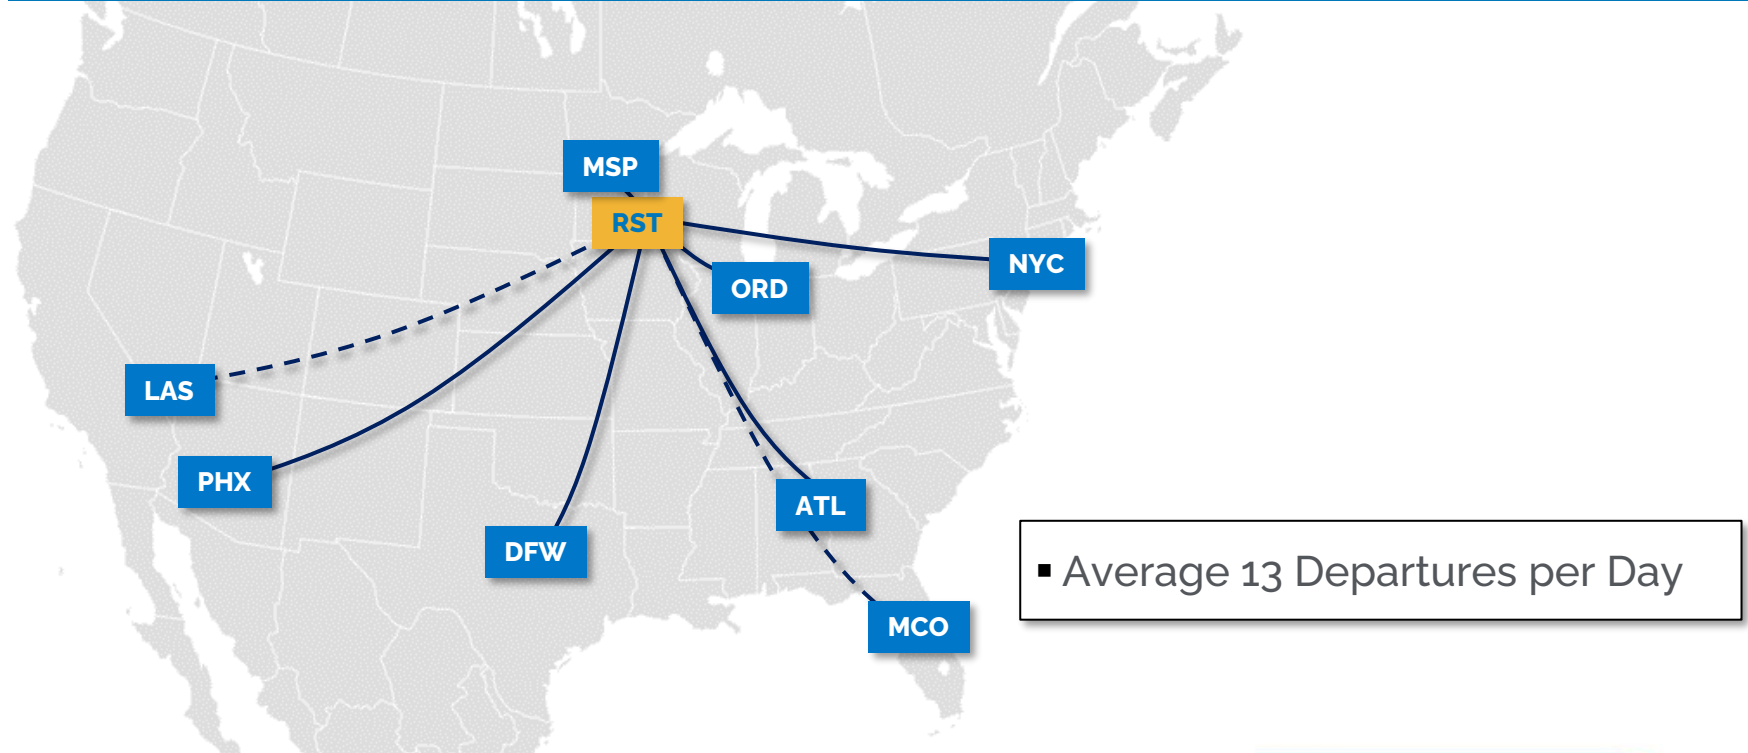 MSP
RST
NYC
ORD
LAS
PHX
ATL
DFW
▪ Average 13 Departures per Day
MCO